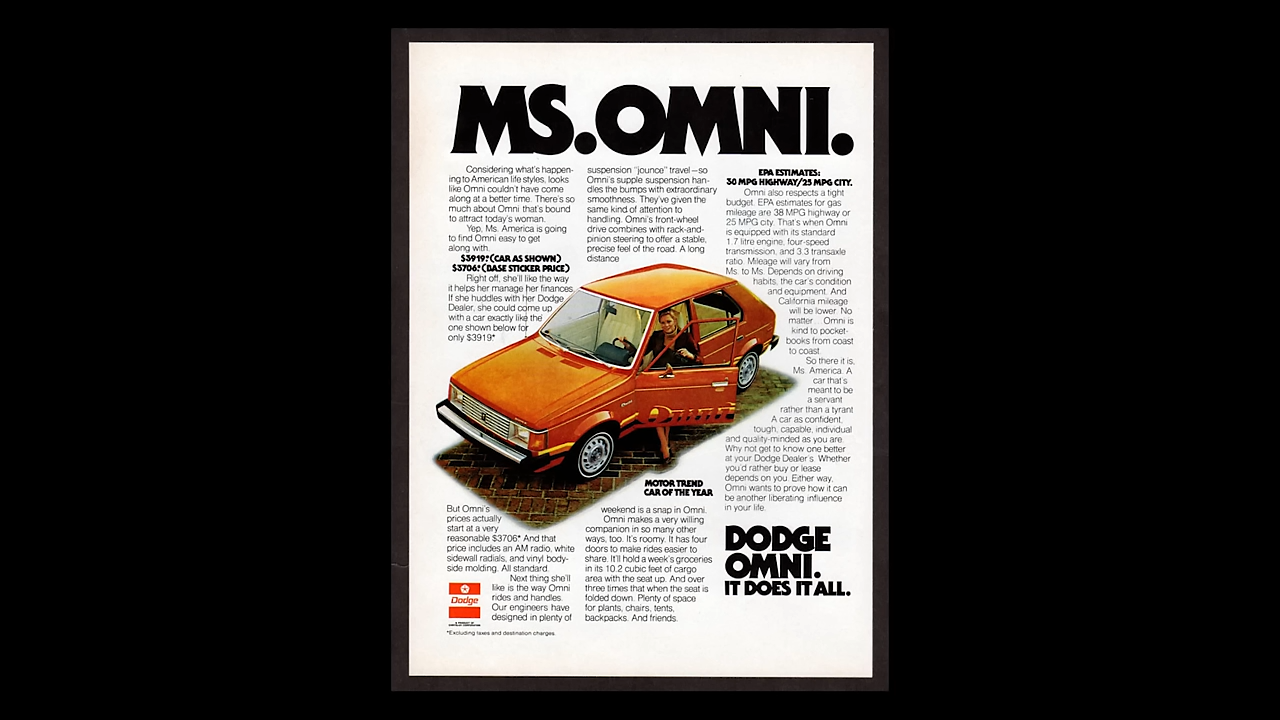 MS.OMNI.
Considering what's happen-
ing to American life styles, looks
like Omni couldn't have come
along at a better time. There's so
much about Omni that's bound
to attract today's woman.
Yep, Ms. America is going
to find Omni easy to get
along with.
$3919* (CAR AS SHOWN)
$3706* (BASE STICKER PRICE)
Right off, she'll like the way
it helps her manage her finances.
If she huddles with her Dodge
Dealer, she could come up
with a car exactly like the
one shown below for
only $3919.*
But Omni's
prices actually
start at a very
reasonable $3706* And that
price includes an AM radio, white
sidewall radials, and vinyl body-
side molding. All standard.
Next thing she'll
like is the way Omni
rides and handles.
Our engineers have
designed in plenty of
suspension "jounce" travel—so
Omni's supple suspension han-
dles the bumps with extraordinary
smoothness. They've given the
same kind of attention to
handling. Omni's front-wheel
drive combines with rack-and-
pinion steering to offer a stable,
precise feel of the road. A long
distance
weekend is a snap in Omni.
Omni makes a very willing
companion in so many other
ways, too. It's roomy. It has four
doors to make rides easier to
share. It'll hold a week's groceries
in its 10.2 cubic feet of cargo
area with the seat up. And over
three times that when the seat is
folded down. Plenty of space
for plants, chairs, tents,
backpacks. And friends.
EPA ESTIMATES:
30 MPG HIGHWAY/25 MPG CITY.
Omni also respects a tight
budget. EPA estimates for gas
mileage are 38 MPG highway or
25 MPG city. That's when Omni
is equipped with its standard
1.7 litre engine, four-speed
transmission, and 3.3 transaxle
ratio. Mileage will vary from
Ms. to Ms. Depends on driving
habits, the car's condition
and equipment. And
California mileage
will be lower. No
matter... Omni is
kind to pocket-
books from coast
to coast.
So there it is,
Ms. America. A
car that's
meant to be
a servant
rather than a tyrant.
A car as confident,
tough, capable, individual
and quality-minded as you are.
Why not get to know one better
at your Dodge Dealer's. Whether
you'd rather buy or lease
depends on you. Either way,
Omni wants to prove how it can
be another liberating influence
in your life.
Omni
MOTOR TREND
CAR OF THE YEAR
DODGE
OMNI.
IT DOES IT ALL.
Dodge
A PRODUCT OF
CHRYSLER CORPORATION
*Excluding taxes and destination charges.